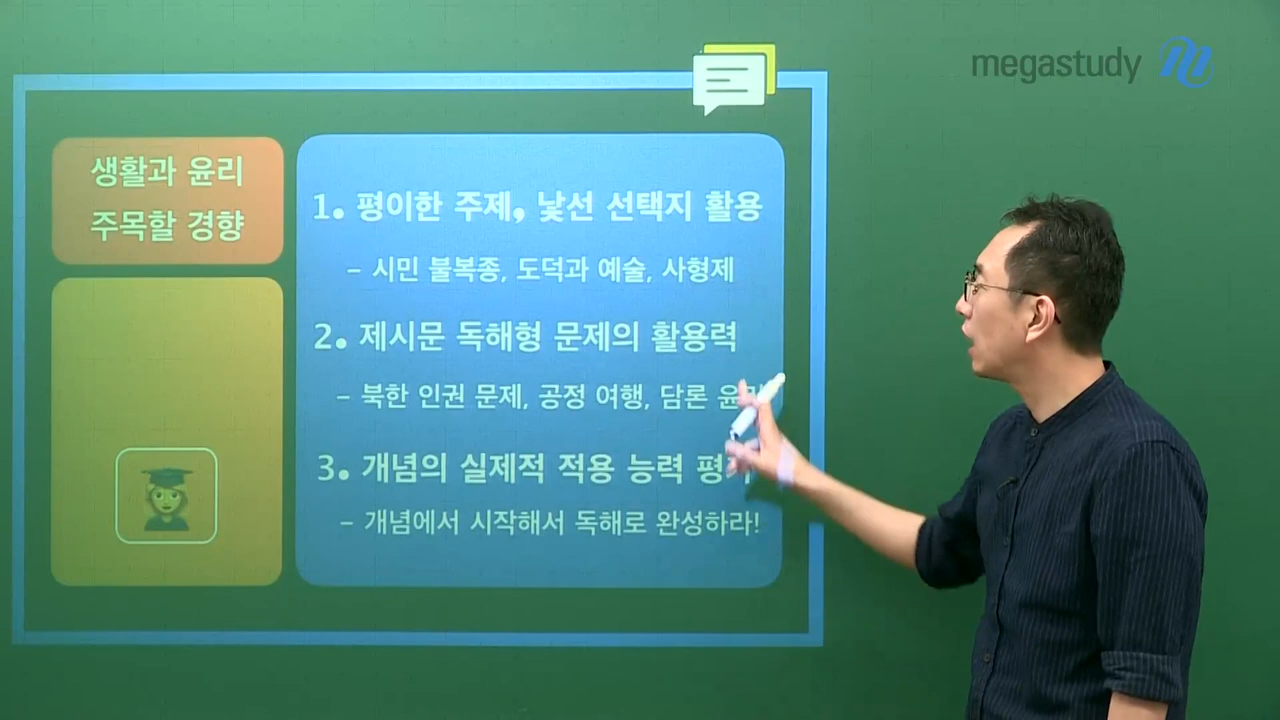 megastudy
생활과 윤리
주목할 경향
1. 평이한 주제, 낯선 선택지 활용
– 시민 불복종, 도덕과 예술, 사형제
2. 제시문 독해형 문제의 활용력
– 북한 인권 문제, 공정 여행, 담론
3. 개념의 실제적 적용 능력
– 개념에서 시작해서 독해로 완성하라!